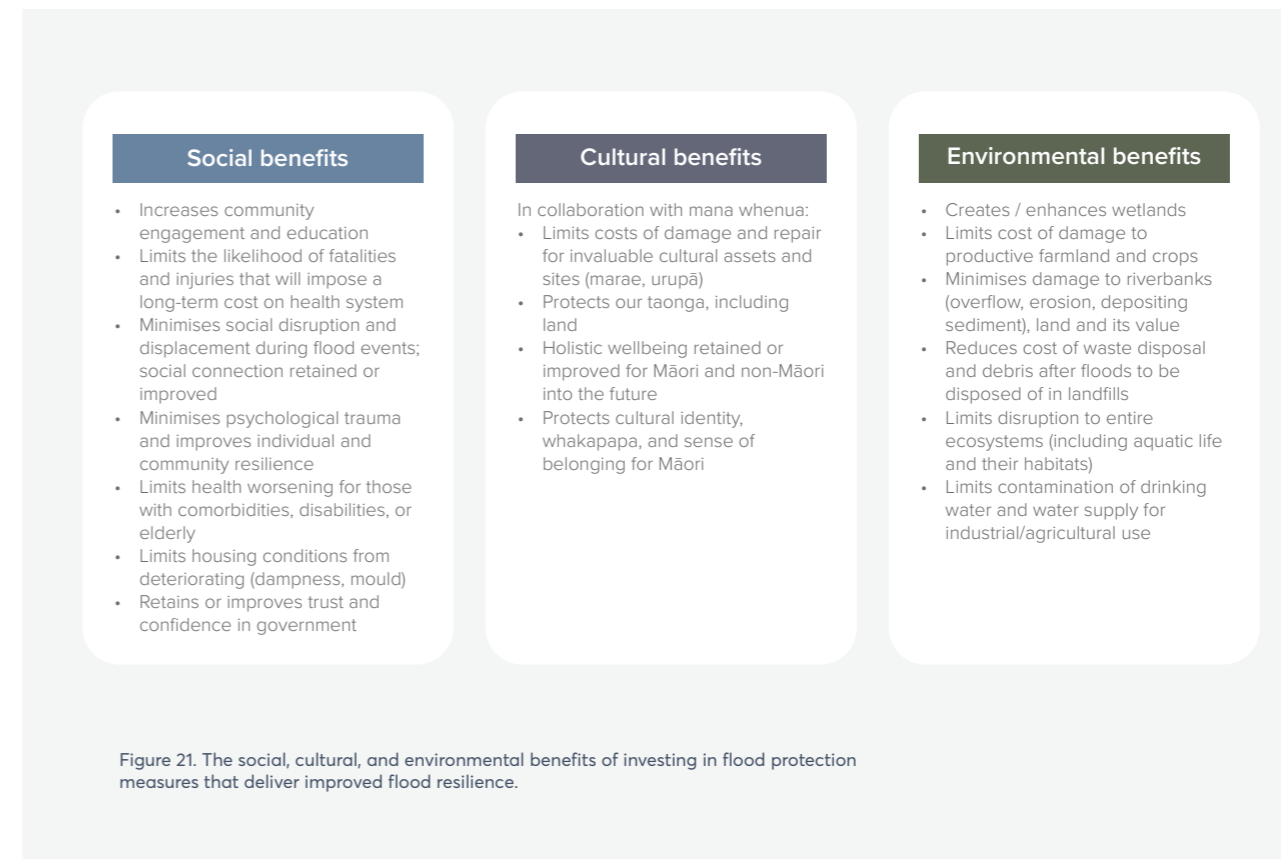 Social benefits
• Increases community
engagement and education
• Limits the likelihood of fatalities
and injuries that will impose a
long-term cost on health system
• Minimises social disruption and
displacement during flood events;
social connection retained or
improved
• Minimises psychological trauma
and improves individual and
community resilience
• Limits health worsening for those
with comorbidities, disabilities, or
elderly
• Limits housing conditions from
deteriorating (dampness, mould)
• Retains or improves trust and
confidence in government
Cultural benefits
In collaboration with mana whenua:
• Limits costs of damage and repair
for invaluable cultural assets and
sites (marae, urupā)
• Protects our taonga, including
land
• Holistic wellbeing retained or
improved for Māori and non-Māori
into the future
• Protects cultural identity,
whakapapa, and sense of
belonging for Māori
Environmental benefits
• Creates / enhances wetlands
• Limits cost of damage to
productive farmland and crops
• Minimises damage to riverbanks
(overflow, erosion, depositing
sediment), land and its value
• Reduces cost of waste disposal
and debris after floods to be
disposed of in landfills
• Limits disruption to entire
ecosystems (including aquatic life
and their habitats)
• Limits contamination of drinking
water and water supply for
industrial/agricultural use
Figure 21. The social, cultural, and environmental benefits of investing in flood protection
measures that deliver improved flood resilience.